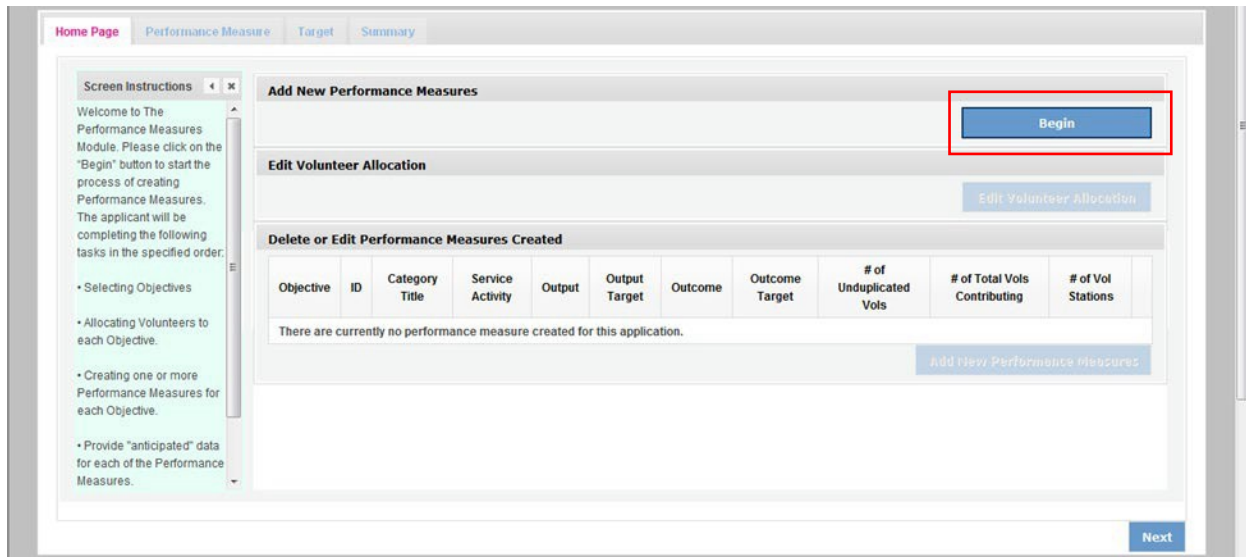 Home Page Performance Measure Target Summary
Screen Instructions
Welcome to The
Performance Measures
Module. Please click on the
"Begin" button to start the
process of creating
Performance Measures.
The applicant will be
completing the following
tasks in the specified order:
• Selecting Objectives
• Allocating Volunteers to
each Objective.
• Creating one or more
Performance Measures for
each Objective.
• Provide "anticipated" data
for each of the Performance
Measures.
Add New Performance Measures
Begin
Edit Volunteer Allocation
Edit Volunteer Allocation
Delete or Edit Performance Measures Created
Objective ID Category Title Service Activity Output Output Target Outcome Outcome Target # of Unduplicated Vols # of Total Vols Contributing # of Vol Stations
There are currently no performance measure created for this application.
Add New Performance Measures
Next